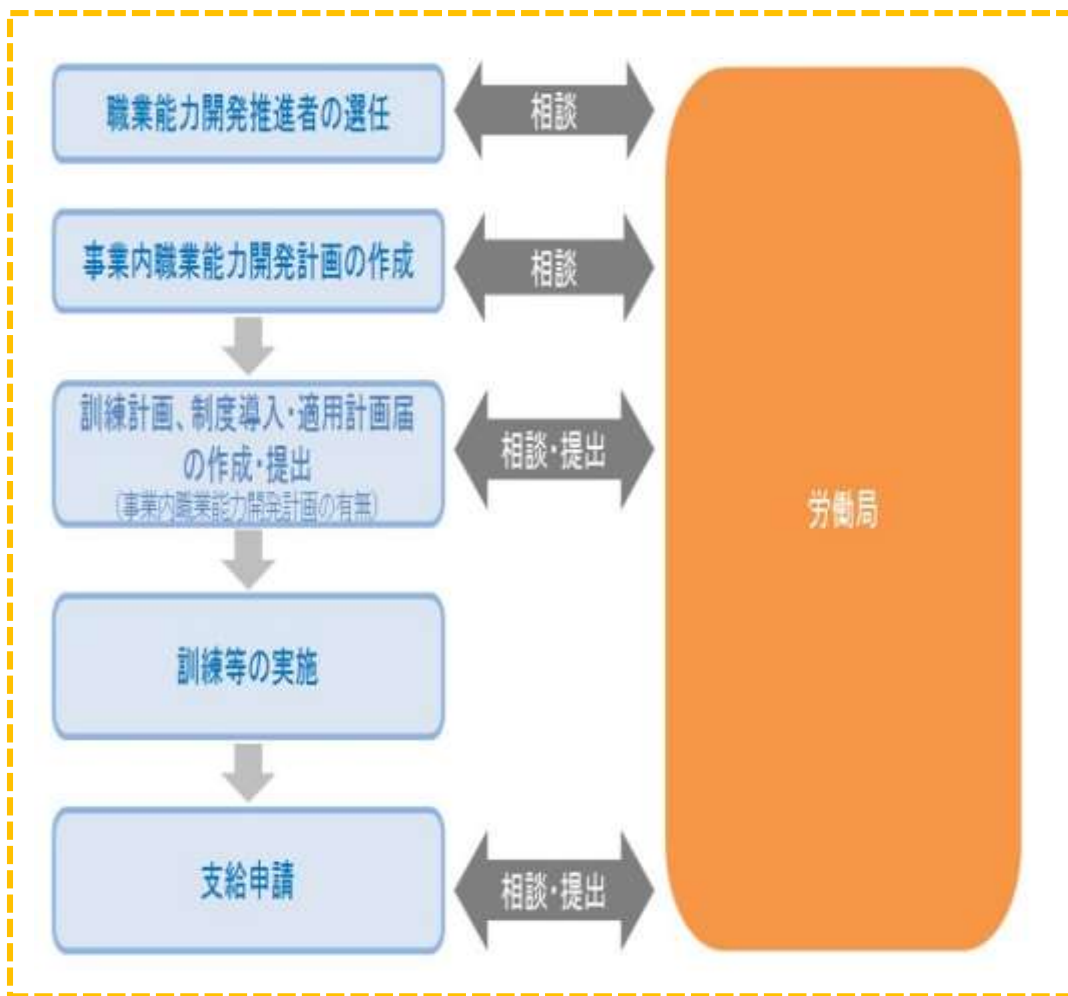 職業能力開発推進者の選任
相談
事業内職業能力開発計画の作成
相談
訓練計画、制度導入・適用計画届
の作成・提出
(事業内職業能力開発計画の有無)
相談・提出
労働局
訓練等の実施
支給申請
相談・提出